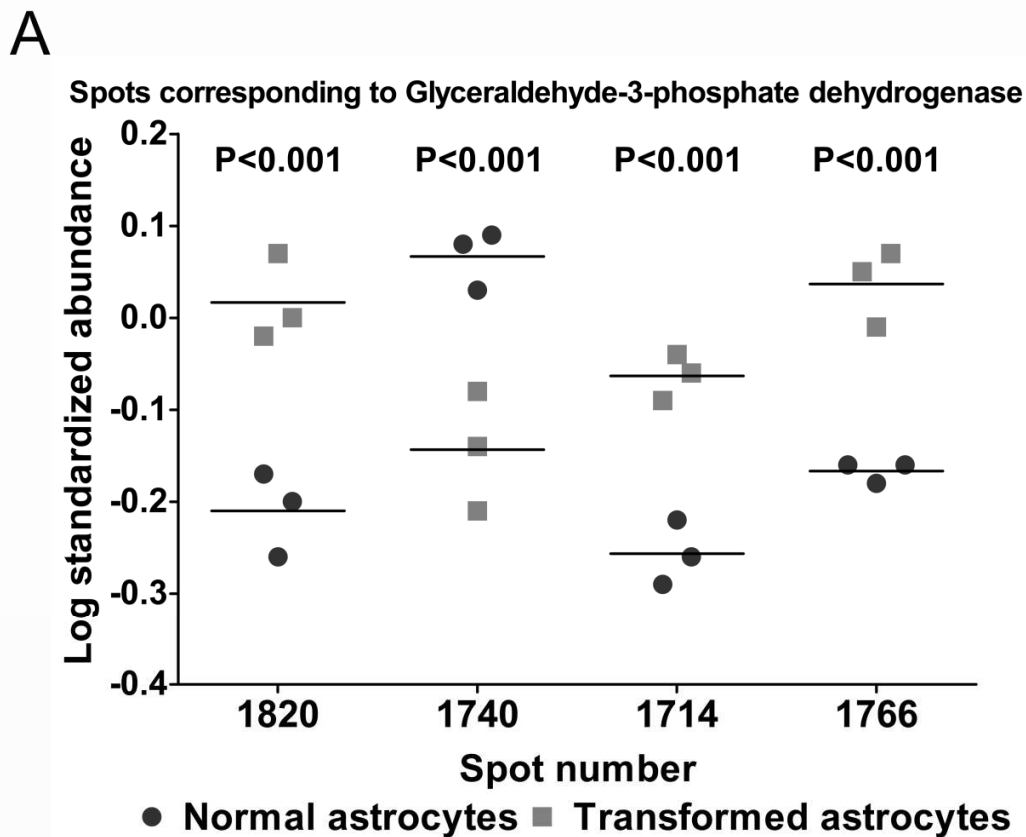 A
Spots corresponding to Glyceraldehyde-3-phosphate dehydrogenase
P<0.001 P<0.001 P<0.001 P<0.001
Log standardized abundance
0.2
0.1
0.0
-0.1
-0.2
-0.3
-0.4
1820 1740 1714 1766
Spot number
Normal astrocytes Transformed astrocytes